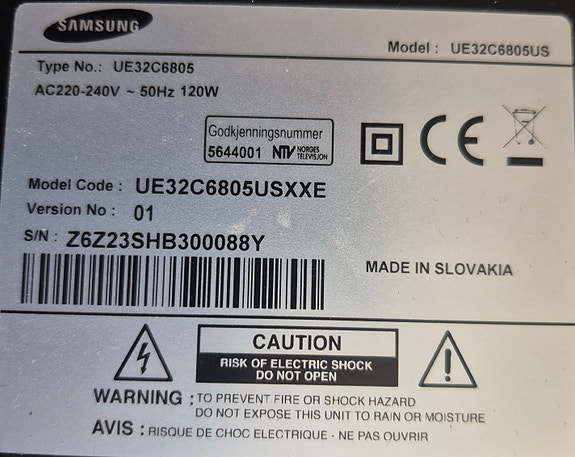 SAMSUNG
Model : UE32C6805US
Type No.: UE32C6805
AC220-240V ~ 50Hz 120W
Godkjenningsnummer
5644001 NTV NORGES TELEVISJON
Model Code : UE32C6805USXXE
Version No : 01
S/N : Z6Z23SHB300088Y
MADE IN SLOVAKIA
CAUTION
RISK OF ELECTRIC SHOCK
DO NOT OPEN
WARNING : TO PREVENT FIRE OR SHOCK HAZARD
DO NOT EXPOSE THIS UNIT TO RAIN OR MOISTURE
AVIS : RISQUE DE CHOC ELECTRIQUE - NE PAS OUVRIR